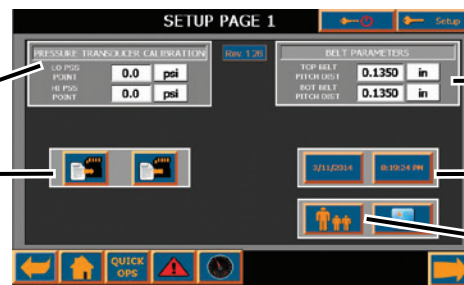 SETUP PAGE 1
Setup
PRESSURE TRANSDUCER CALIBRATION
LO PSS POINT 0.0 psi
HI PSS POINT 0.0 psi
Rev 1.26
BELT PARAMETERS
TOP BELT PITCH DIST 0.1350 in
BOT BELT PITCH DIST 0.1350 in
3/11/2014
8:19:24 PM
QUICK OPS